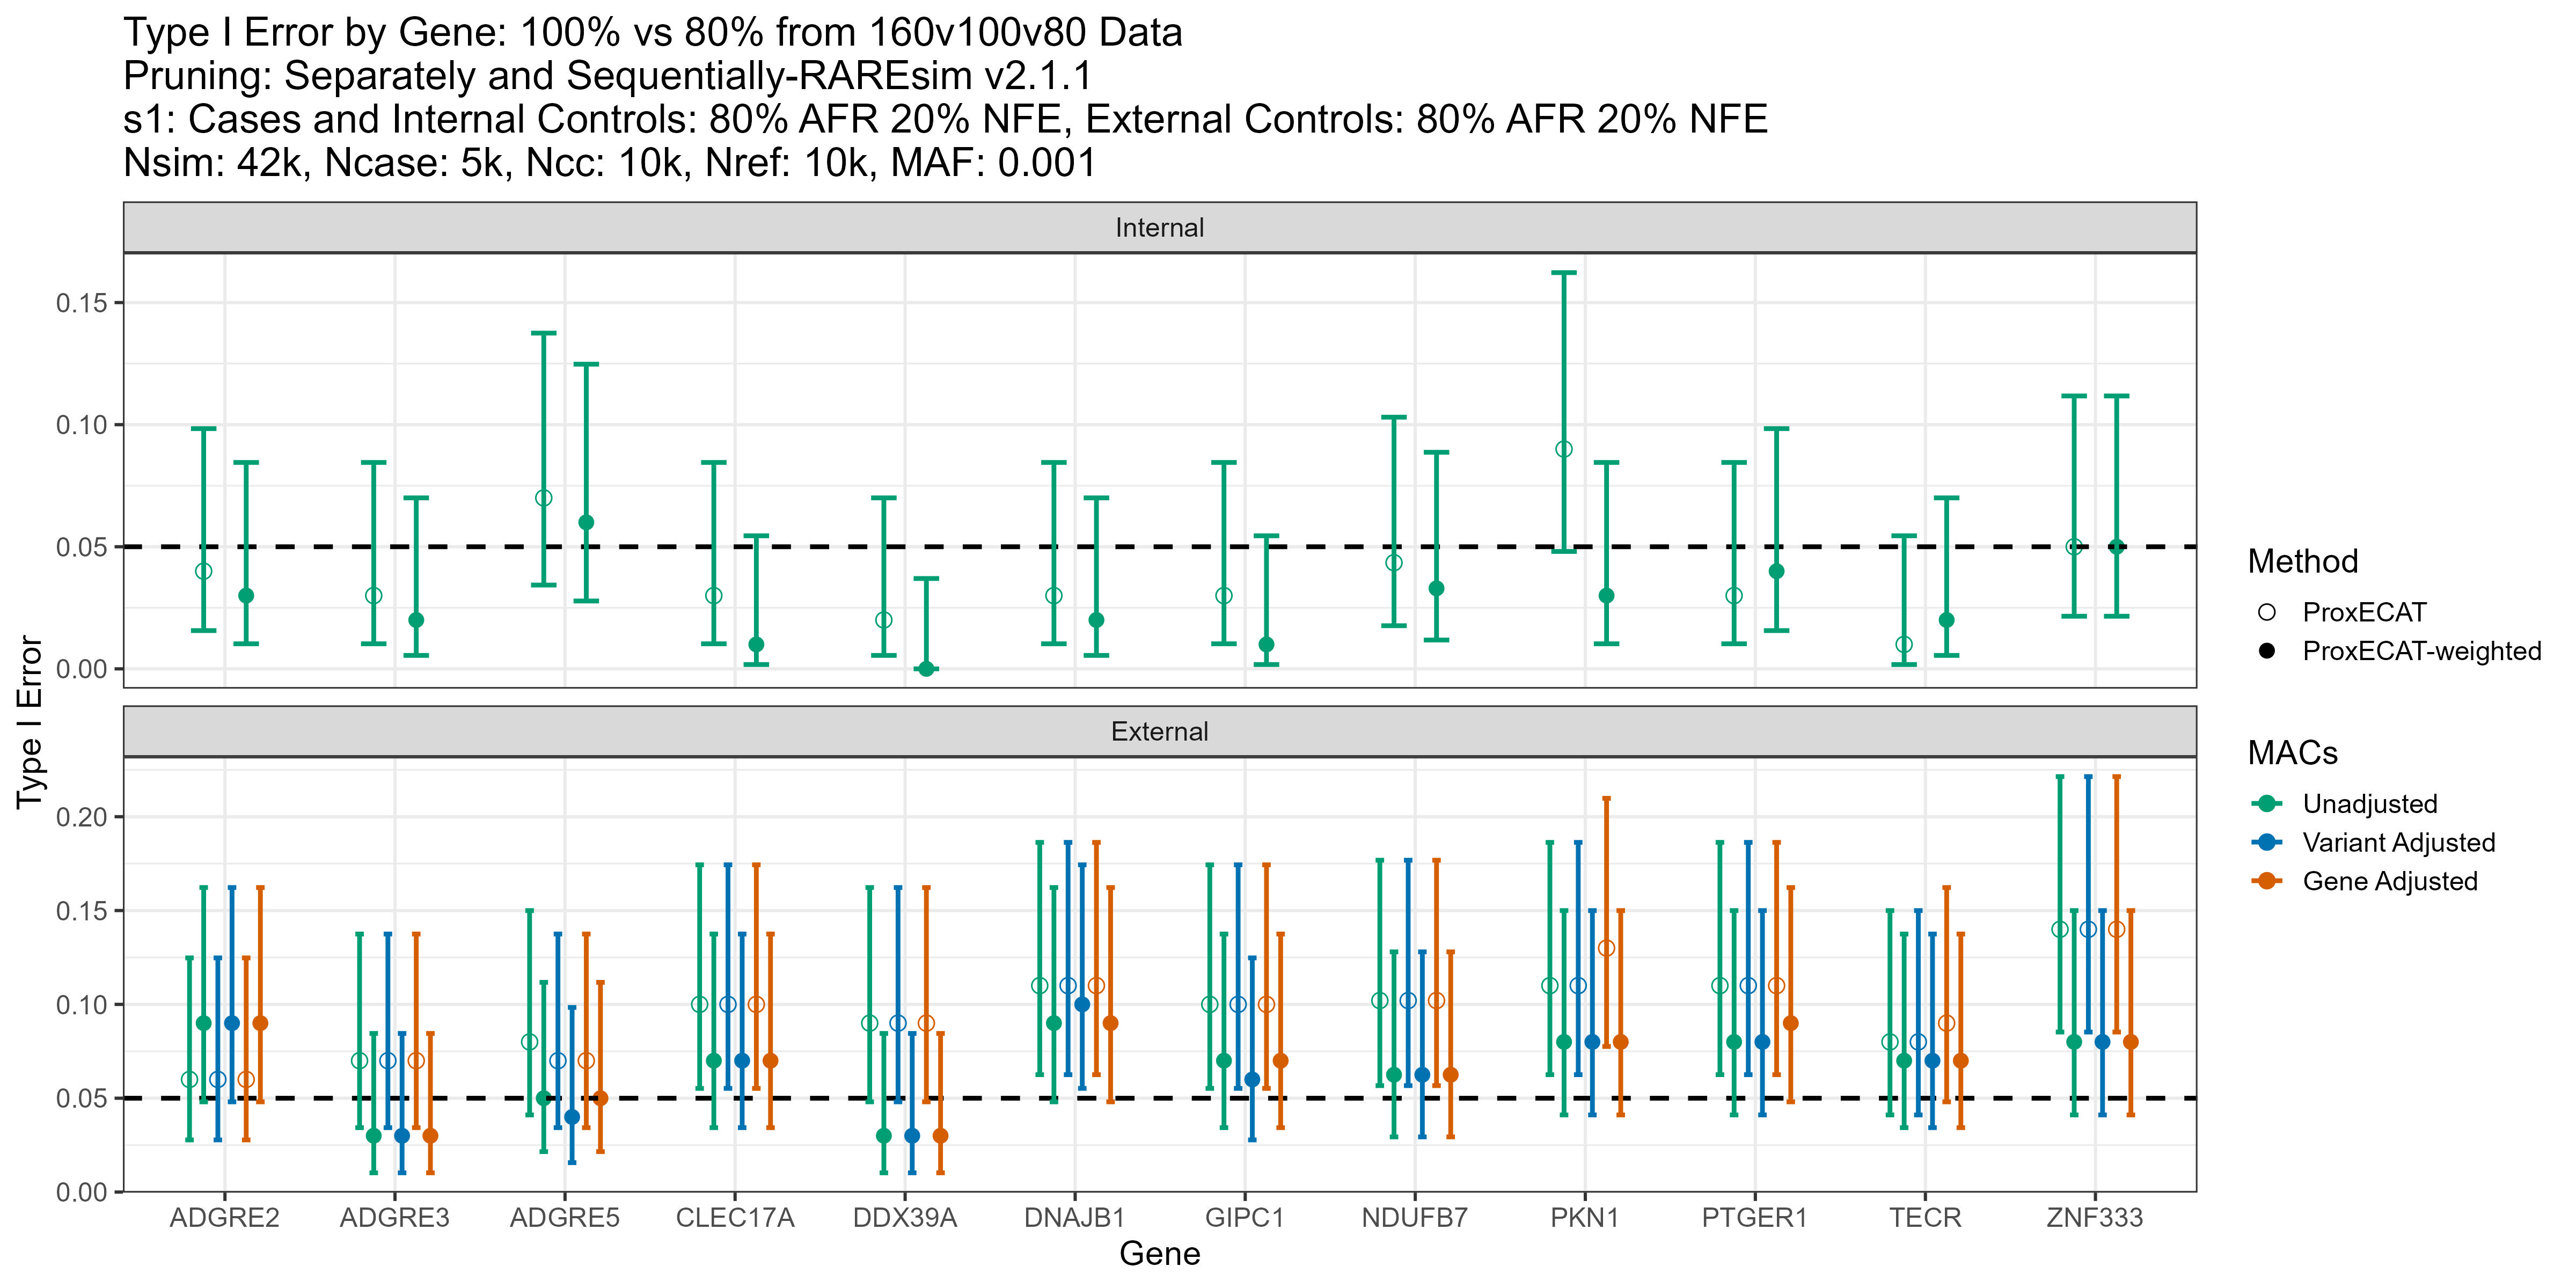 Type I Error by Gene: 100% vs 80% from 160v100v80 Data
Pruning: Separately and Sequentially-RAREsim v2.1.1
s1: Cases and Internal Controls: 80% AFR 20% NFE, External Controls: 80% AFR 20% NFE
Nsim: 42k, Ncase: 5k, Ncc: 10k, Nref: 10k, MAF: 0.001
Internal
0.15
0.10
0.05
0.00
External
0.20
0.15
0.10
0.05
0.00
Type I Error
ADGRE2 ADGRE3 ADGRE5 CLEC17A DDX39A DNAJB1 GIPC1 NDUFB7 PKN1 PTGER1 TECR ZNF333
Gene
Method
ProxECAT
ProxECAT-weighted
MACs
Unadjusted
Variant Adjusted
Gene Adjusted